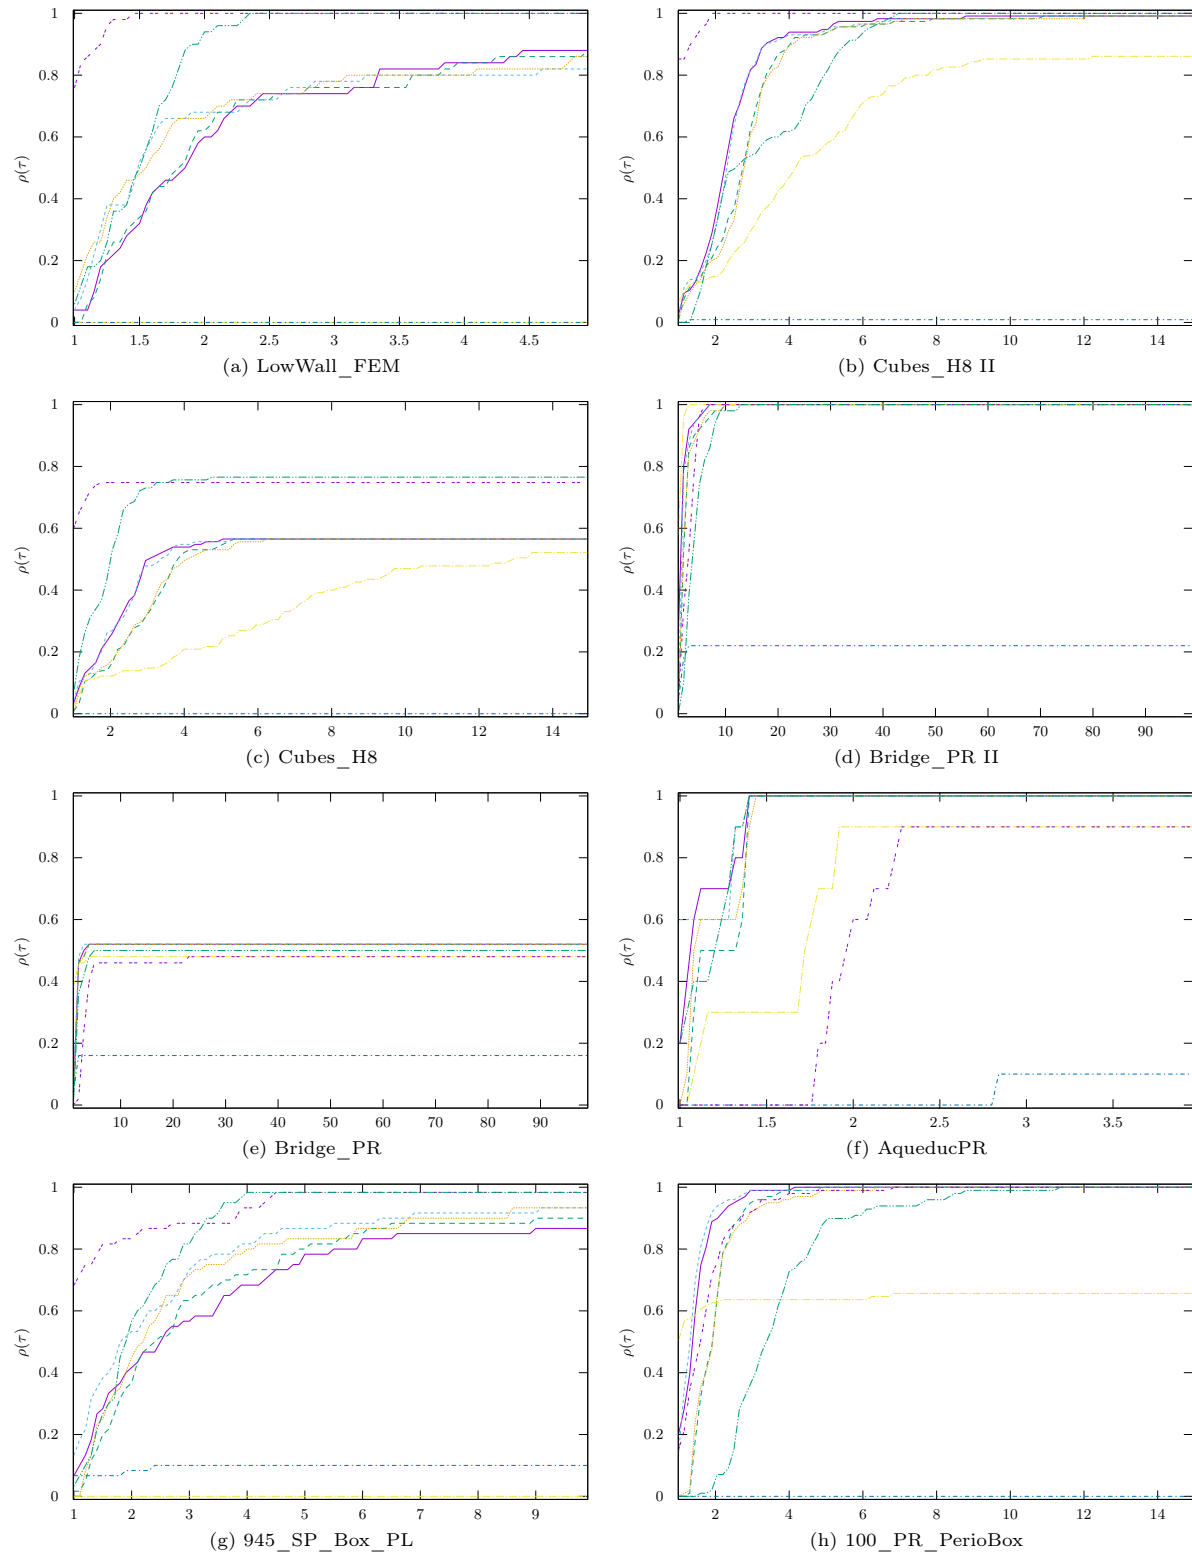 1
0.8
0.6
0.4
0.2
0
ρ(τ)
1 1.5 2 2.5 3 3.5 4 4.5
(a) LowWall_FEM
1
0.8
0.6
0.4
0.2
0
ρ(τ)
2 4 6 8 10 12 14
(b) Cubes_H8 II
1
0.8
0.6
0.4
0.2
0
ρ(τ)
2 4 6 8 10 12 14
(c) Cubes_H8
1
0.8
0.6
0.4
0.2
0
ρ(τ)
10 20 30 40 50 60 70 80 90
(d) Bridge_PR II
1
0.8
0.6
0.4
0.2
0
ρ(τ)
10 20 30 40 50 60 70 80 90
(e) Bridge_PR
1
0.8
0.6
0.4
0.2
0
ρ(τ)
1 1.5 2 2.5 3 3.5
(f) AqueducPR
1
0.8
0.6
0.4
0.2
0
ρ(τ)
1 2 3 4 5 6 7 8 9
(g) 945_SP_Box_PL
1
0.8
0.6
0.4
0.2
0
ρ(τ)
2 4 6 8 10 12 14
(h) 100_PR_PerioBox